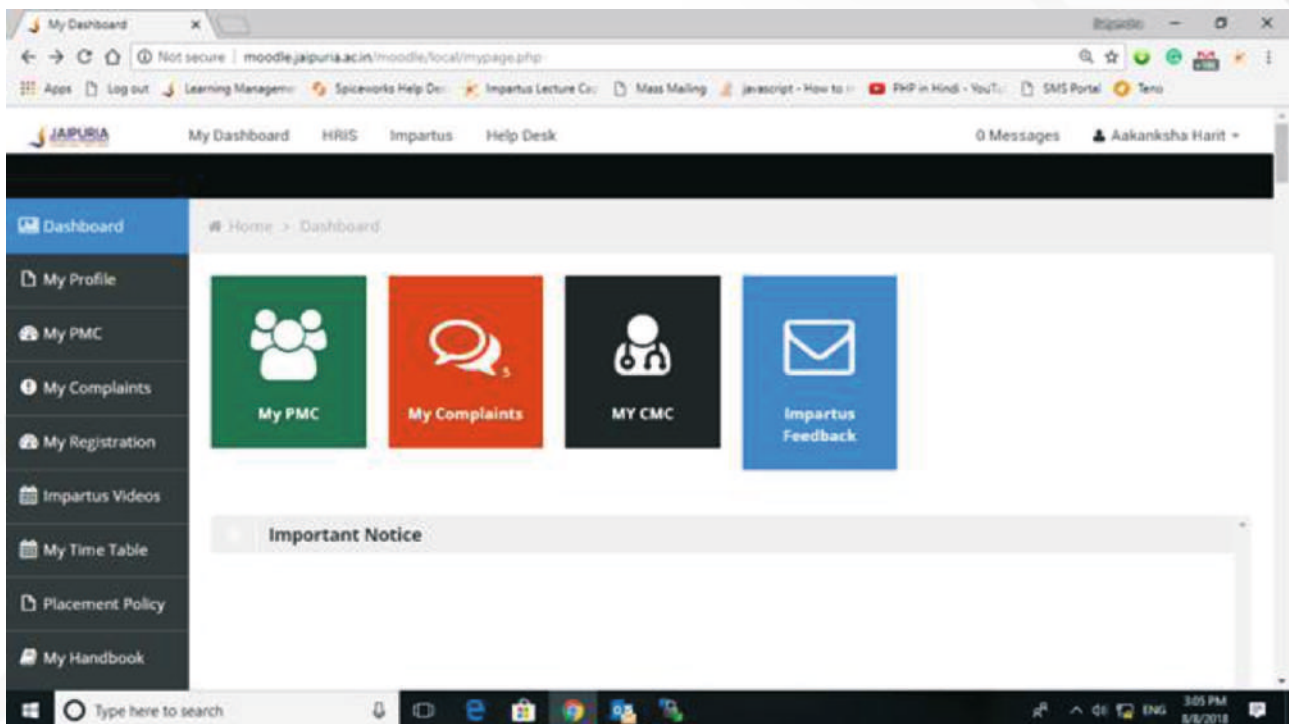 My Dashboard
Not secure | moodle.jaipuria.ac.in/moodle/local/mypage.php
Apps Log out Learning Managem Spiceworks Help De Impartus Lecture Ca Mass Mailing javascript - How to PHP in Hindi - YouT SMS Portal Teno
JAIPURIA My Dashboard HRIS Impartus Help Desk 0 Messages Aakanksha Harit
Dashboard
Home > Dashboard
My Profile
My PMC
My Complaints
My Registration
Impartus Videos
My Time Table
Placement Policy
My Handbook
My PMC
5
My Complaints
MY CMC
Impartus
Feedback
Important Notice
Type here to search
ENG
3:05 PM